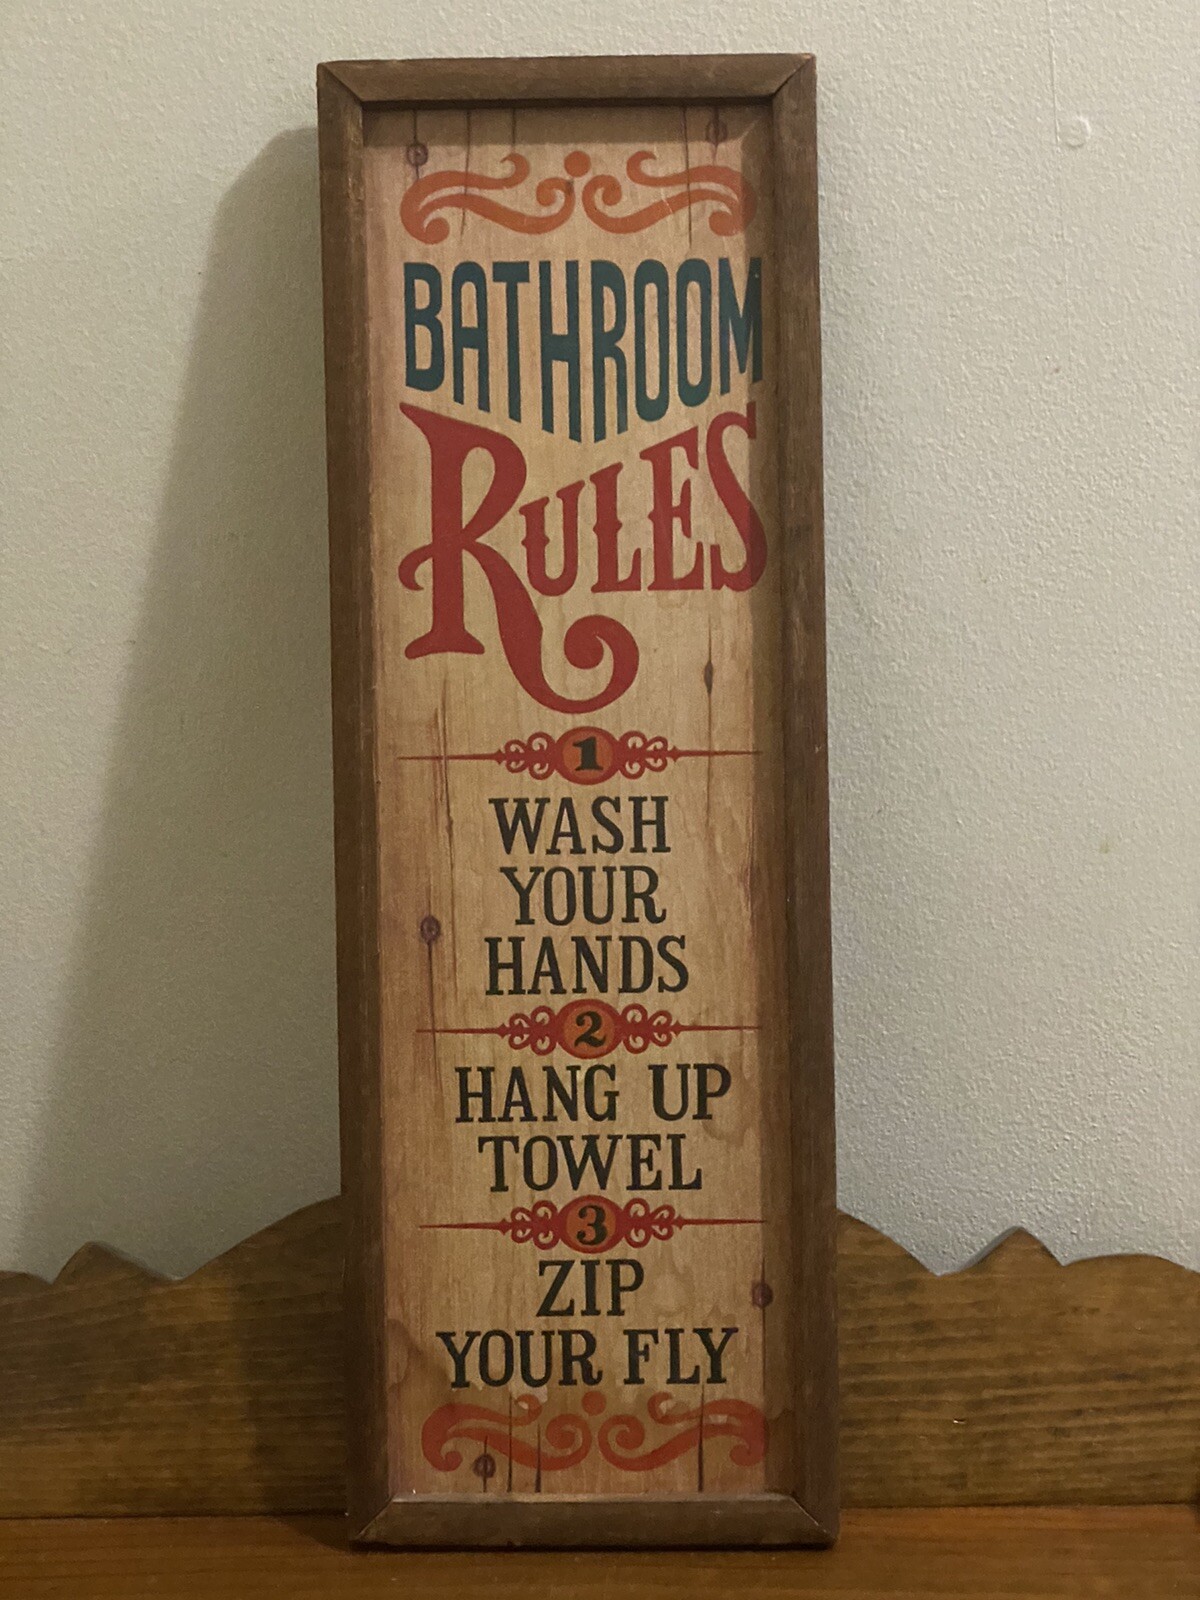 BATHROOM
RULES
1
WASH
YOUR
HANDS
2
HANG UP
TOWEL
3
ZIP
YOUR FLY